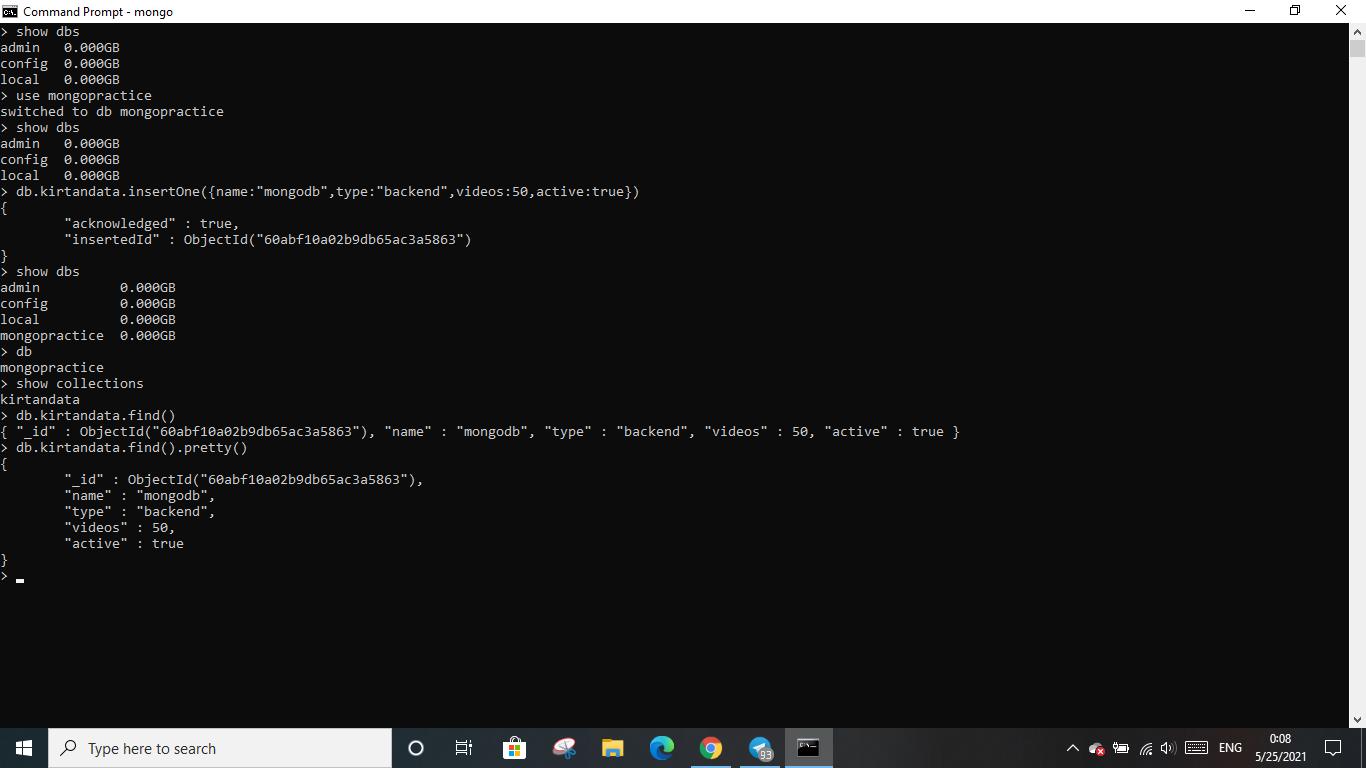 Command Prompt - mongo
> show dbs
admin   0.000GB
config  0.000GB
local   0.000GB
> use mongopractice
switched to db mongopractice
> show dbs
admin   0.000GB
config  0.000GB
local   0.000GB
> db.kirtandata.insertOne({name:"mongodb",type:"backend",videos:50,active:true})
{
        "acknowledged" : true,
        "insertedId" : ObjectId("60abf10a02b9db65ac3a5863")
}
> show dbs
admin          0.000GB
config         0.000GB
local          0.000GB
mongopractice  0.000GB
> db
mongopractice
> show collections
kirtandata
> db.kirtandata.find()
{ "_id" : ObjectId("60abf10a02b9db65ac3a5863"), "name" : "mongodb", "type" : "backend", "videos" : 50, "active" : true }
> db.kirtandata.find().pretty()
{
        "_id" : ObjectId("60abf10a02b9db65ac3a5863"),
        "name" : "mongodb",
        "type" : "backend",
        "videos" : 50,
        "active" : true
}
>
Type here to search
93
ENG
0:08
5/25/2021